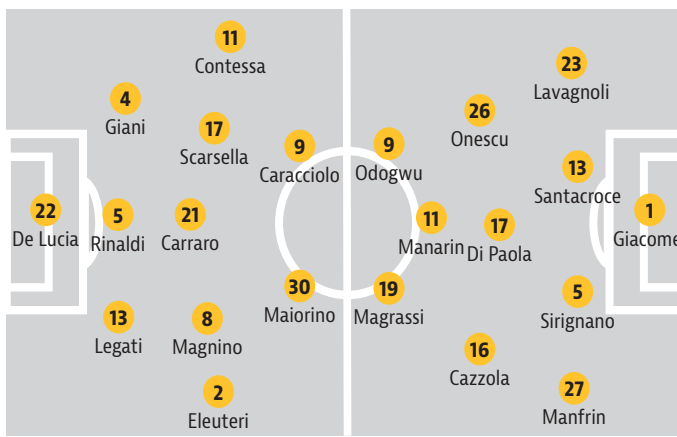 11
Contessa
4
Giani
17
Scarsella
9
Caracciolo
22
De Lucia
5
Rinaldi
21
Carraro
30
Maiorino
13
Legati
8
Magnino
2
Eleuteri
23
Lavagnoli
26
Onescu
9
Odogwu
13
Santacroce
11
Manarin
17
Di Paola
1
Giacome
19
Magrassi
5
Sirignano
16
Cazzola
27
Manfrin